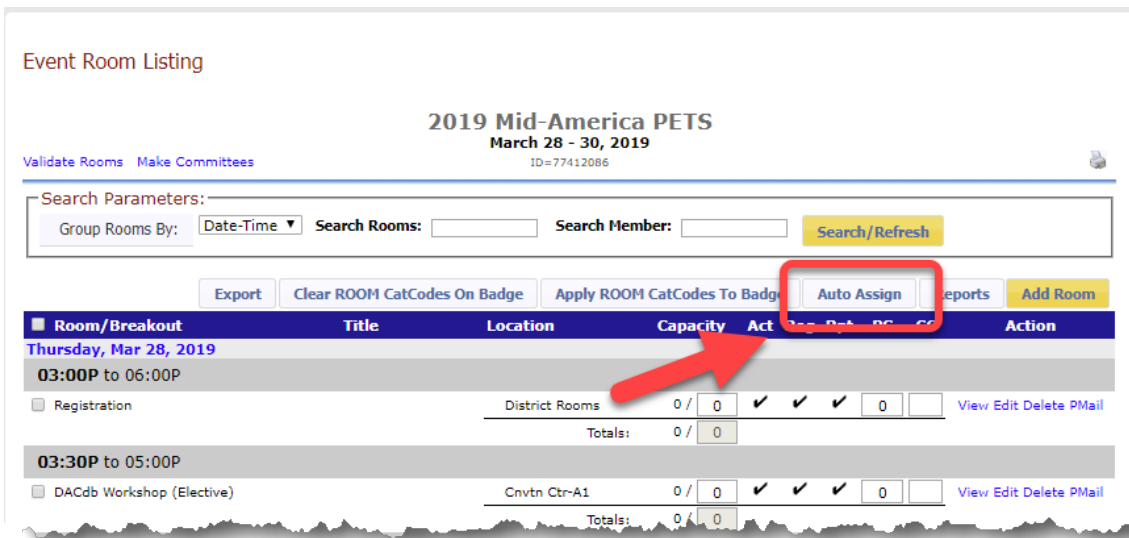 Event Room Listing
2019 Mid-America PETS
March 28 - 30, 2019
Validate Rooms Make Committees ID=77412086
Search Parameters:
Group Rooms By: Date-Time ▼ Search Rooms: Search Member: Search/Refresh
Export Clear ROOM CatCodes On Badge Apply ROOM CatCodes To Badge Auto Assign Reports Add Room
Room/Breakout Title Location Capacity Act Rpt Action
Thursday, Mar 28, 2019
03:00P to 06:00P
Registration District Rooms 0 / 0 ✔ ✔ ✔ 0 View Edit Delete PMail
Totals: 0 / 0
03:30P to 05:00P
DACdb Workshop (Elective) Cnvtn Ctr-A1 0 / 0 ✔ ✔ ✔ 0 View Edit Delete PMail
Totals: 0 / 0